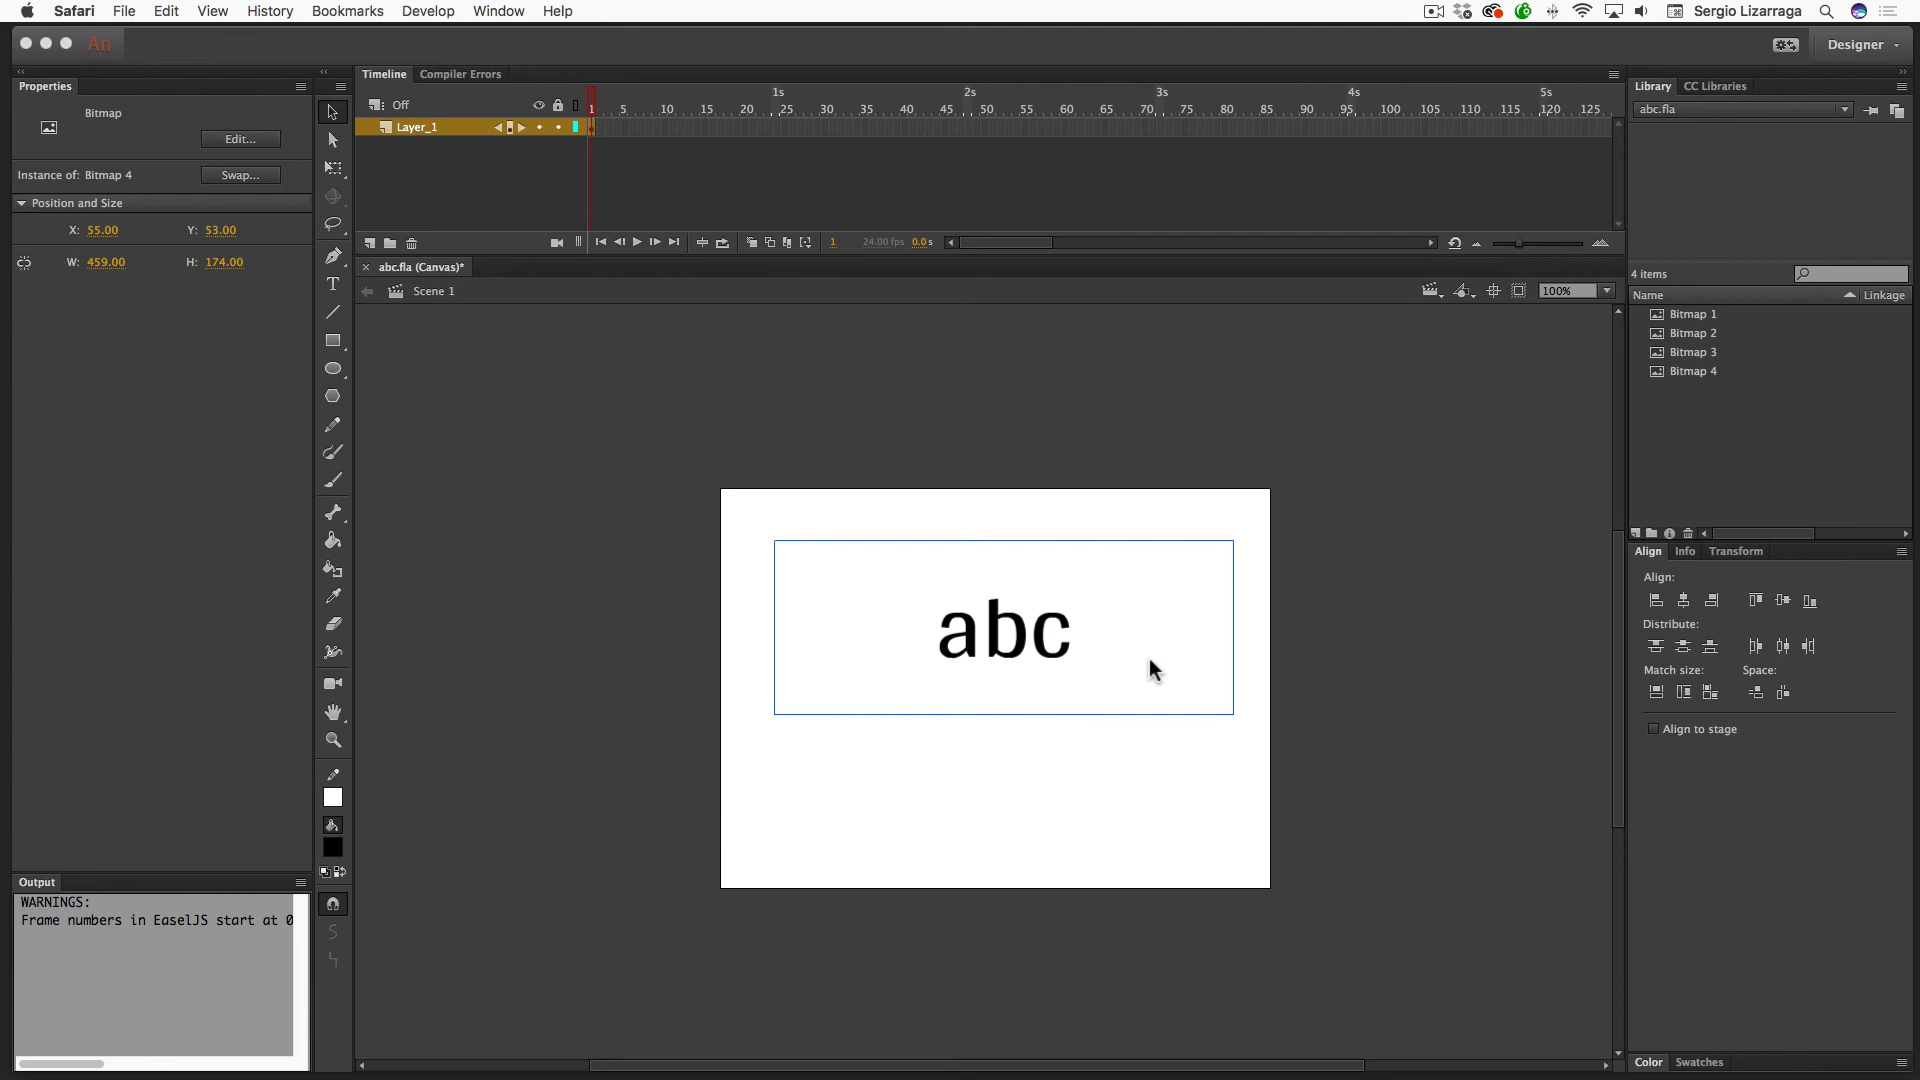 Safari File Edit View History Bookmarks Develop Window Help Sergio Lizarraga
An Designer
Properties
Bitmap
Edit...
Instance of: Bitmap 4 Swap...
Position and Size
X: 55.00 Y: 53.00
W: 459.00 H: 174.00
Output
WARNINGS:
Frame numbers in EaselJS start at 0
T
Timeline Compiler Errors
1s 2s 3s 4s 5s
Off 1 5 10 15 20 25 30 35 40 45 50 55 60 65 70 75 80 85 90 95 100 105 110 115 120 125
Layer_1
1 24.00 fps 0.0 s
abc.fla (Canvas)*
Scene 1 100%
abc
Library CC Libraries
abc.fla
4 items
Name Linkage
Bitmap 1
Bitmap 2
Bitmap 3
Bitmap 4
Align Info Transform
Align:
Distribute:
Match size: Space:
Align to stage
Color Swatches